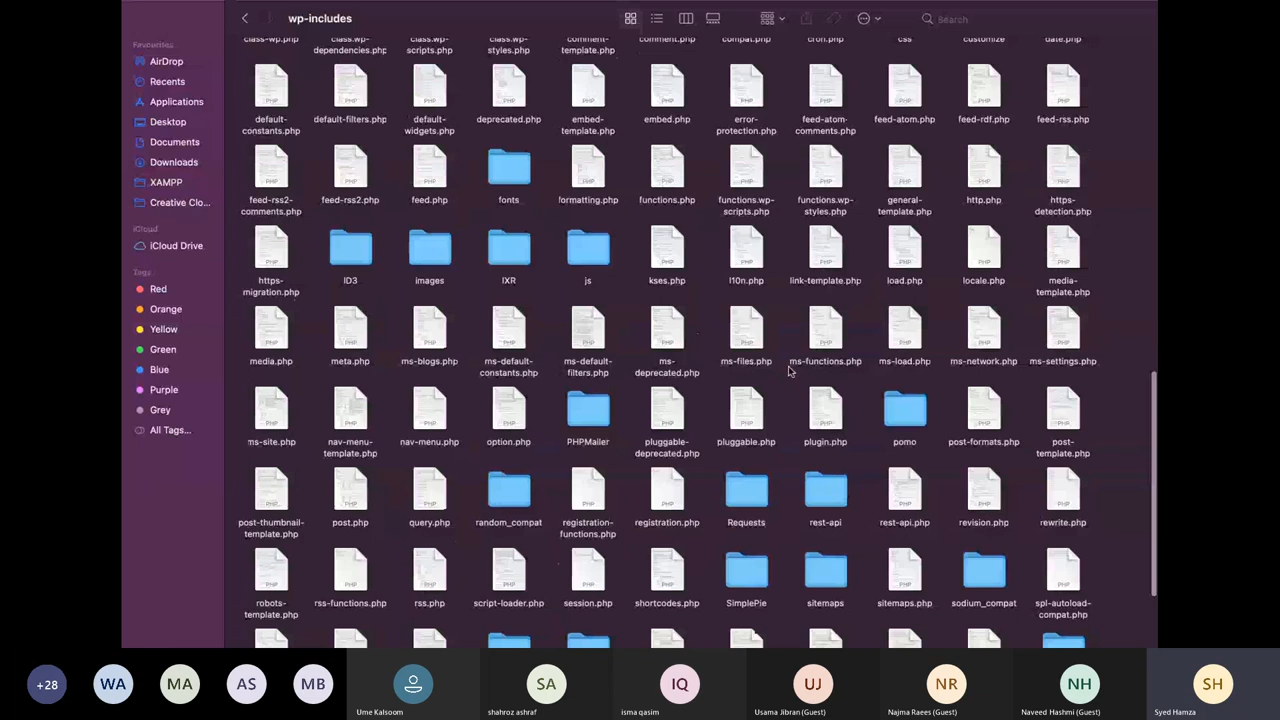 wp-includes
Search
Favourites
AirDrop
Recents
Applications
Desktop
Documents
Downloads
XAMPP
Creative Clo...
iCloud
iCloud Drive
Tags
Red
Orange
Yellow
Green
Blue
Purple
Grey
All Tags...
class-wp.php
class.wp-
dependencies.php
class.wp-
scripts.php
class.wp-
styles.php
comment-
template.php
comment.php
compat.php
cron.php
css
customize
date.php
default-
constants.php
default-filters.php
default-
widgets.php
deprecated.php
embed-
template.php
embed.php
error-
protection.php
feed-atom-
comments.php
feed-atom.php
feed-rdf.php
feed-rss.php
feed-rss2-
comments.php
feed-rss2.php
feed.php
fonts
formatting.php
functions.php
functions.wp-
scripts.php
functions.wp-
styles.php
general-
template.php
http.php
https-
detection.php
https-
migration.php
ID3
images
IXR
js
kses.php
l10n.php
link-template.php
load.php
locale.php
media-
template.php
media.php
meta.php
ms-blogs.php
ms-default-
constants.php
ms-default-
filters.php
ms-
deprecated.php
ms-files.php
ms-functions.php
ms-load.php
ms-network.php
ms-settings.php
ms-site.php
nav-menu-
template.php
nav-menu.php
option.php
PHPMailer
pluggable-
deprecated.php
pluggable.php
plugin.php
pomo
post-formats.php
post-
template.php
post-thumbnail-
template.php
post.php
query.php
random_compat
registration-
functions.php
registration.php
Requests
rest-api
rest-api.php
revision.php
rewrite.php
robots-
template.php
rss-functions.php
rss.php
script-loader.php
session.php
shortcodes.php
SimplePie
sitemaps
sitemaps.php
sodium_compat
spl-autoload-
compat.php
+28
WA
MA
AS
MB
Ume Kalsoom
SA
shahroz ashraf
IQ
isma qasim
UJ
Usama Jibran (Guest)
NR
Najma Raees (Guest)
NH
Naveed Hashmi (Guest)
SH
Syed Hamza